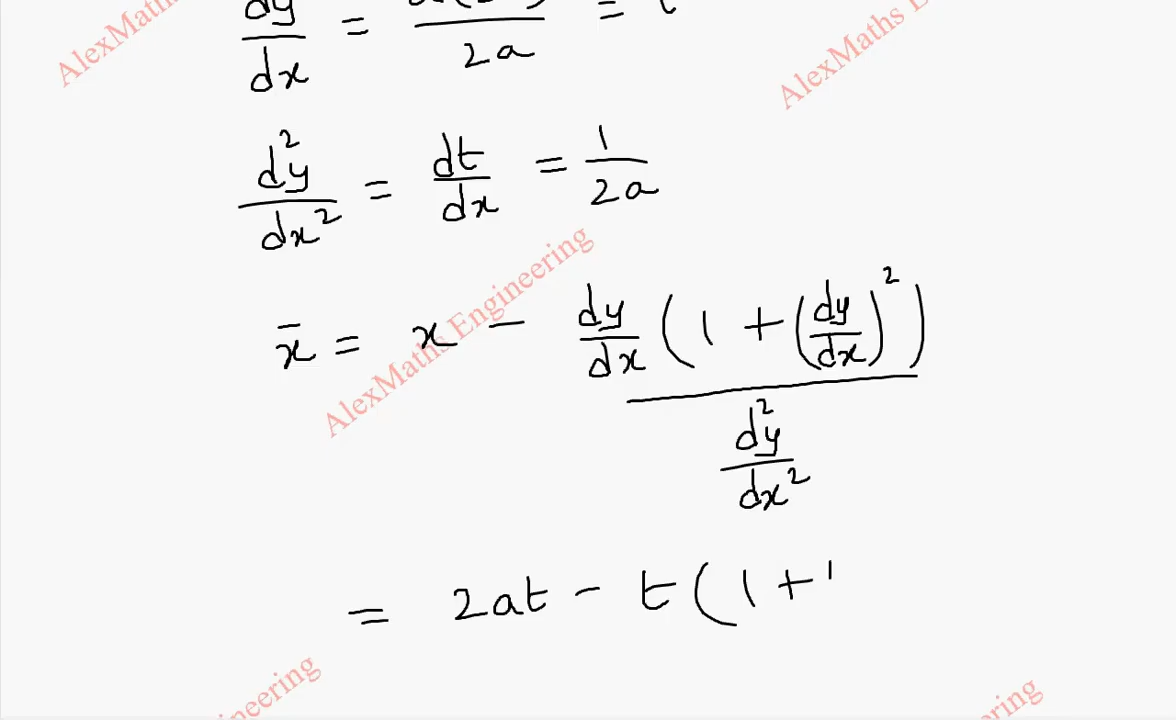 dy/dx = /2a =
d²y/dx² = dt/dx = 1/2a
x̄ = x - dy/dx (1 + (dy/dx)²) / d²y/dx²
= 2at - t(1 +
AlexMaths
AlexMaths E
AlexMaths Engineering